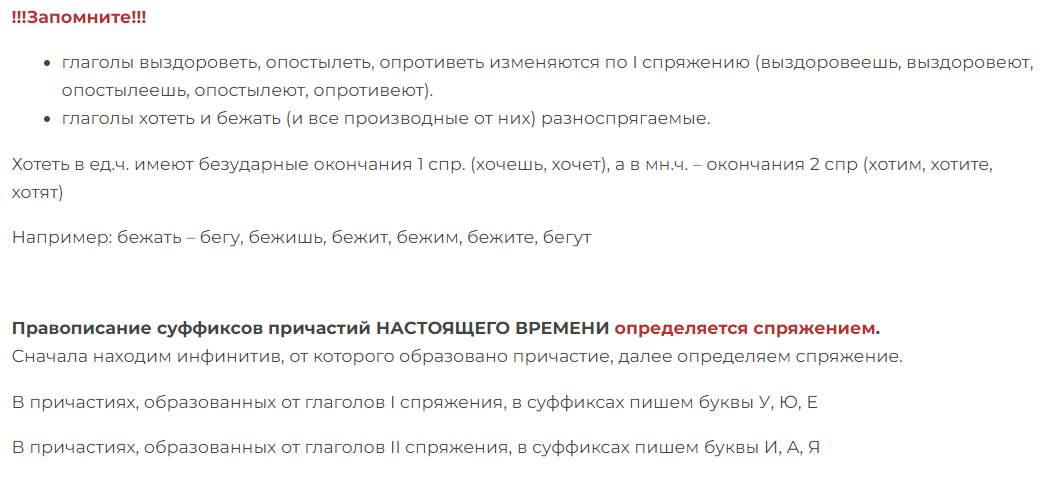 !!!Запомните!!!
• глаголы выздороветь, опостылеть, опротиветь изменяются по I спряжению (выздоровеешь, выздоровеют,
опостылеешь, опостылеют, опротивеют).
• глаголы хотеть и бежать (и все производные от них) разноспрягаемые.
Хотеть в ед.ч. имеют безударные окончания 1 спр. (хочешь, хочет), а в мн.ч. – окончания 2 спр (хотим, хотите,
хотят)
Например: бежать – бегу, бежишь, бежит, бежим, бежите, бегут
Правописание суффиксов причастий НАСТОЯЩЕГО ВРЕМЕНИ определяется спряжением.
Сначала находим инфинитив, от которого образовано причастие, далее определяем спряжение.
В причастиях, образованных от глаголов I спряжения, в суффиксах пишем буквы У, Ю, Е
В причастиях, образованных от глаголов II спряжения, в суффиксах пишем буквы И, А, Я